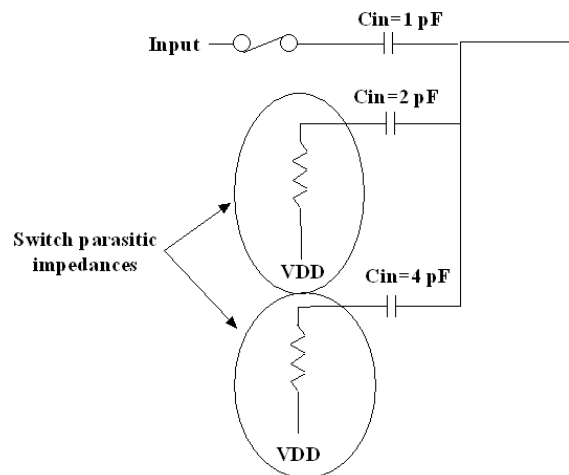 Cin=1 pF
Input
Cin=2 pF
Switch parasitic
impedances
VDD
Cin=4 pF
VDD